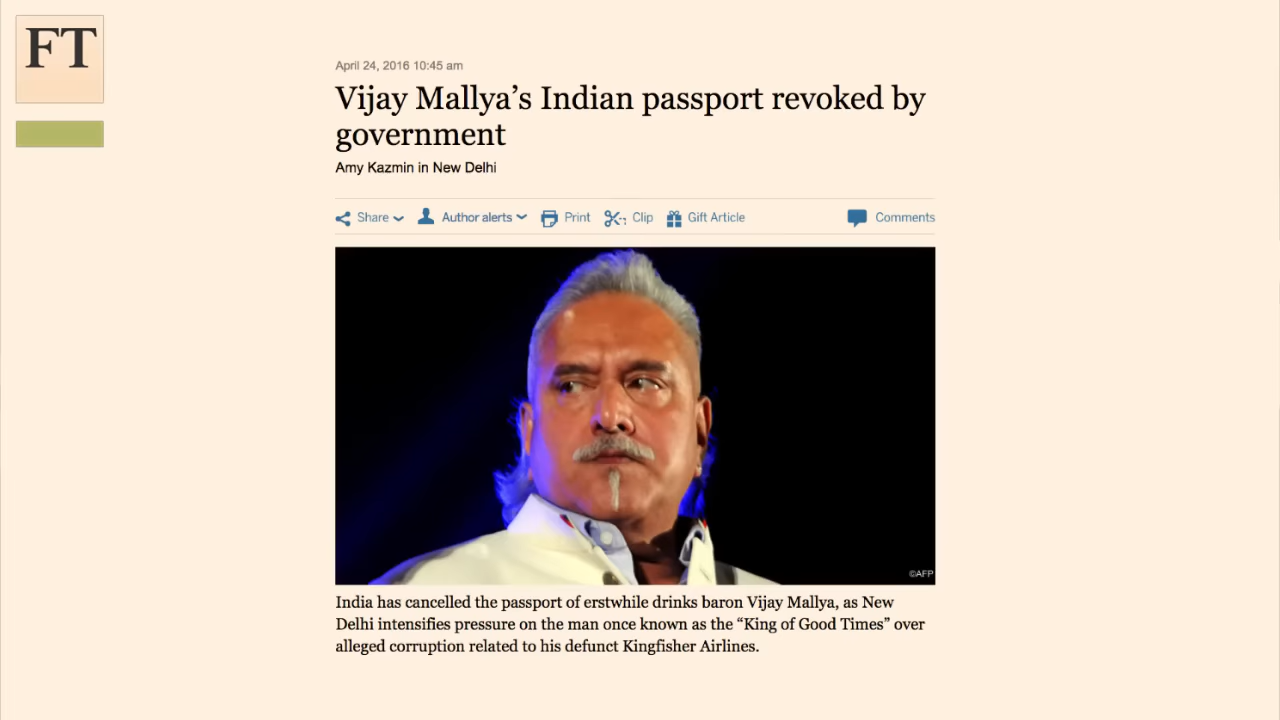 FT
April 24, 2016 10:45 am
Vijay Mallya’s Indian passport revoked by
government
Amy Kazmin in New Delhi
Share Author alerts Print Clip Gift Article Comments
©AFP
India has cancelled the passport of erstwhile drinks baron Vijay Mallya, as New
Delhi intensifies pressure on the man once known as the “King of Good Times” over
alleged corruption related to his defunct Kingfisher Airlines.